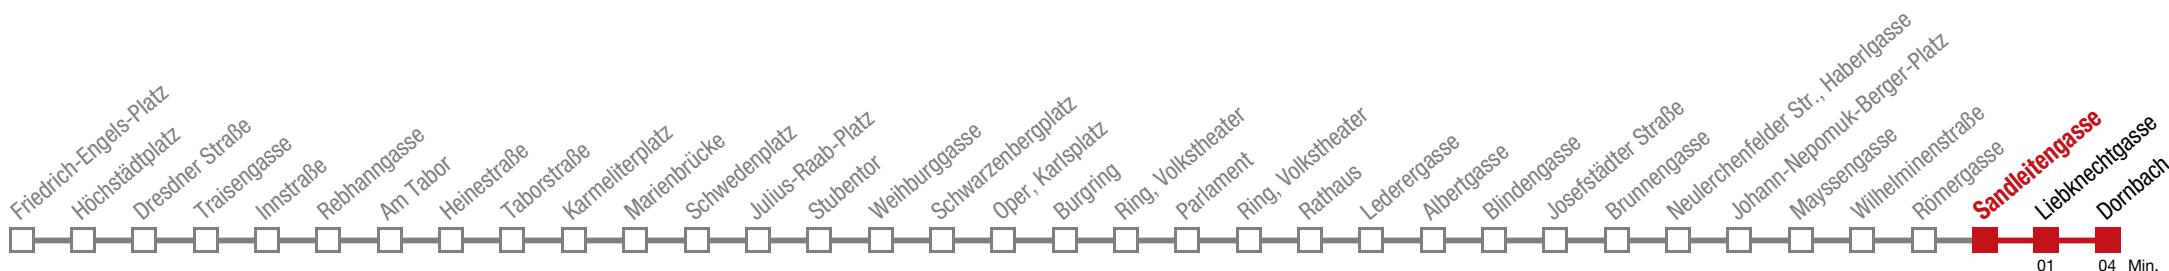 Friedrich-Engels-Platz
Höchstädtplatz
Dresdner Straße
Traisengasse
Innstraße
Rebhanngasse
Am Tabor
Heinestraße
Taborstraße
Karmeliterplatz
Marienbrücke
Schwedenplatz
Julius-Raab-Platz
Stubentor
Weihburggasse
Schwarzenbergplatz
Oper, Karlsplatz
Burgring
Ring, Volkstheater
Parlament
Ring, Volkstheater
Rathaus
Lederergasse
Albertgasse
Blindengasse
Josefstädter Straße
Brunnengasse
Neulerchenfelder Str., Haberlgasse
Johann-Nepomuk-Berger-Platz
Mayssengasse
Wilhelminenstraße
Römergasse
Sandleitengasse
Liebknechtgasse
Dornbach
01 04 Min.